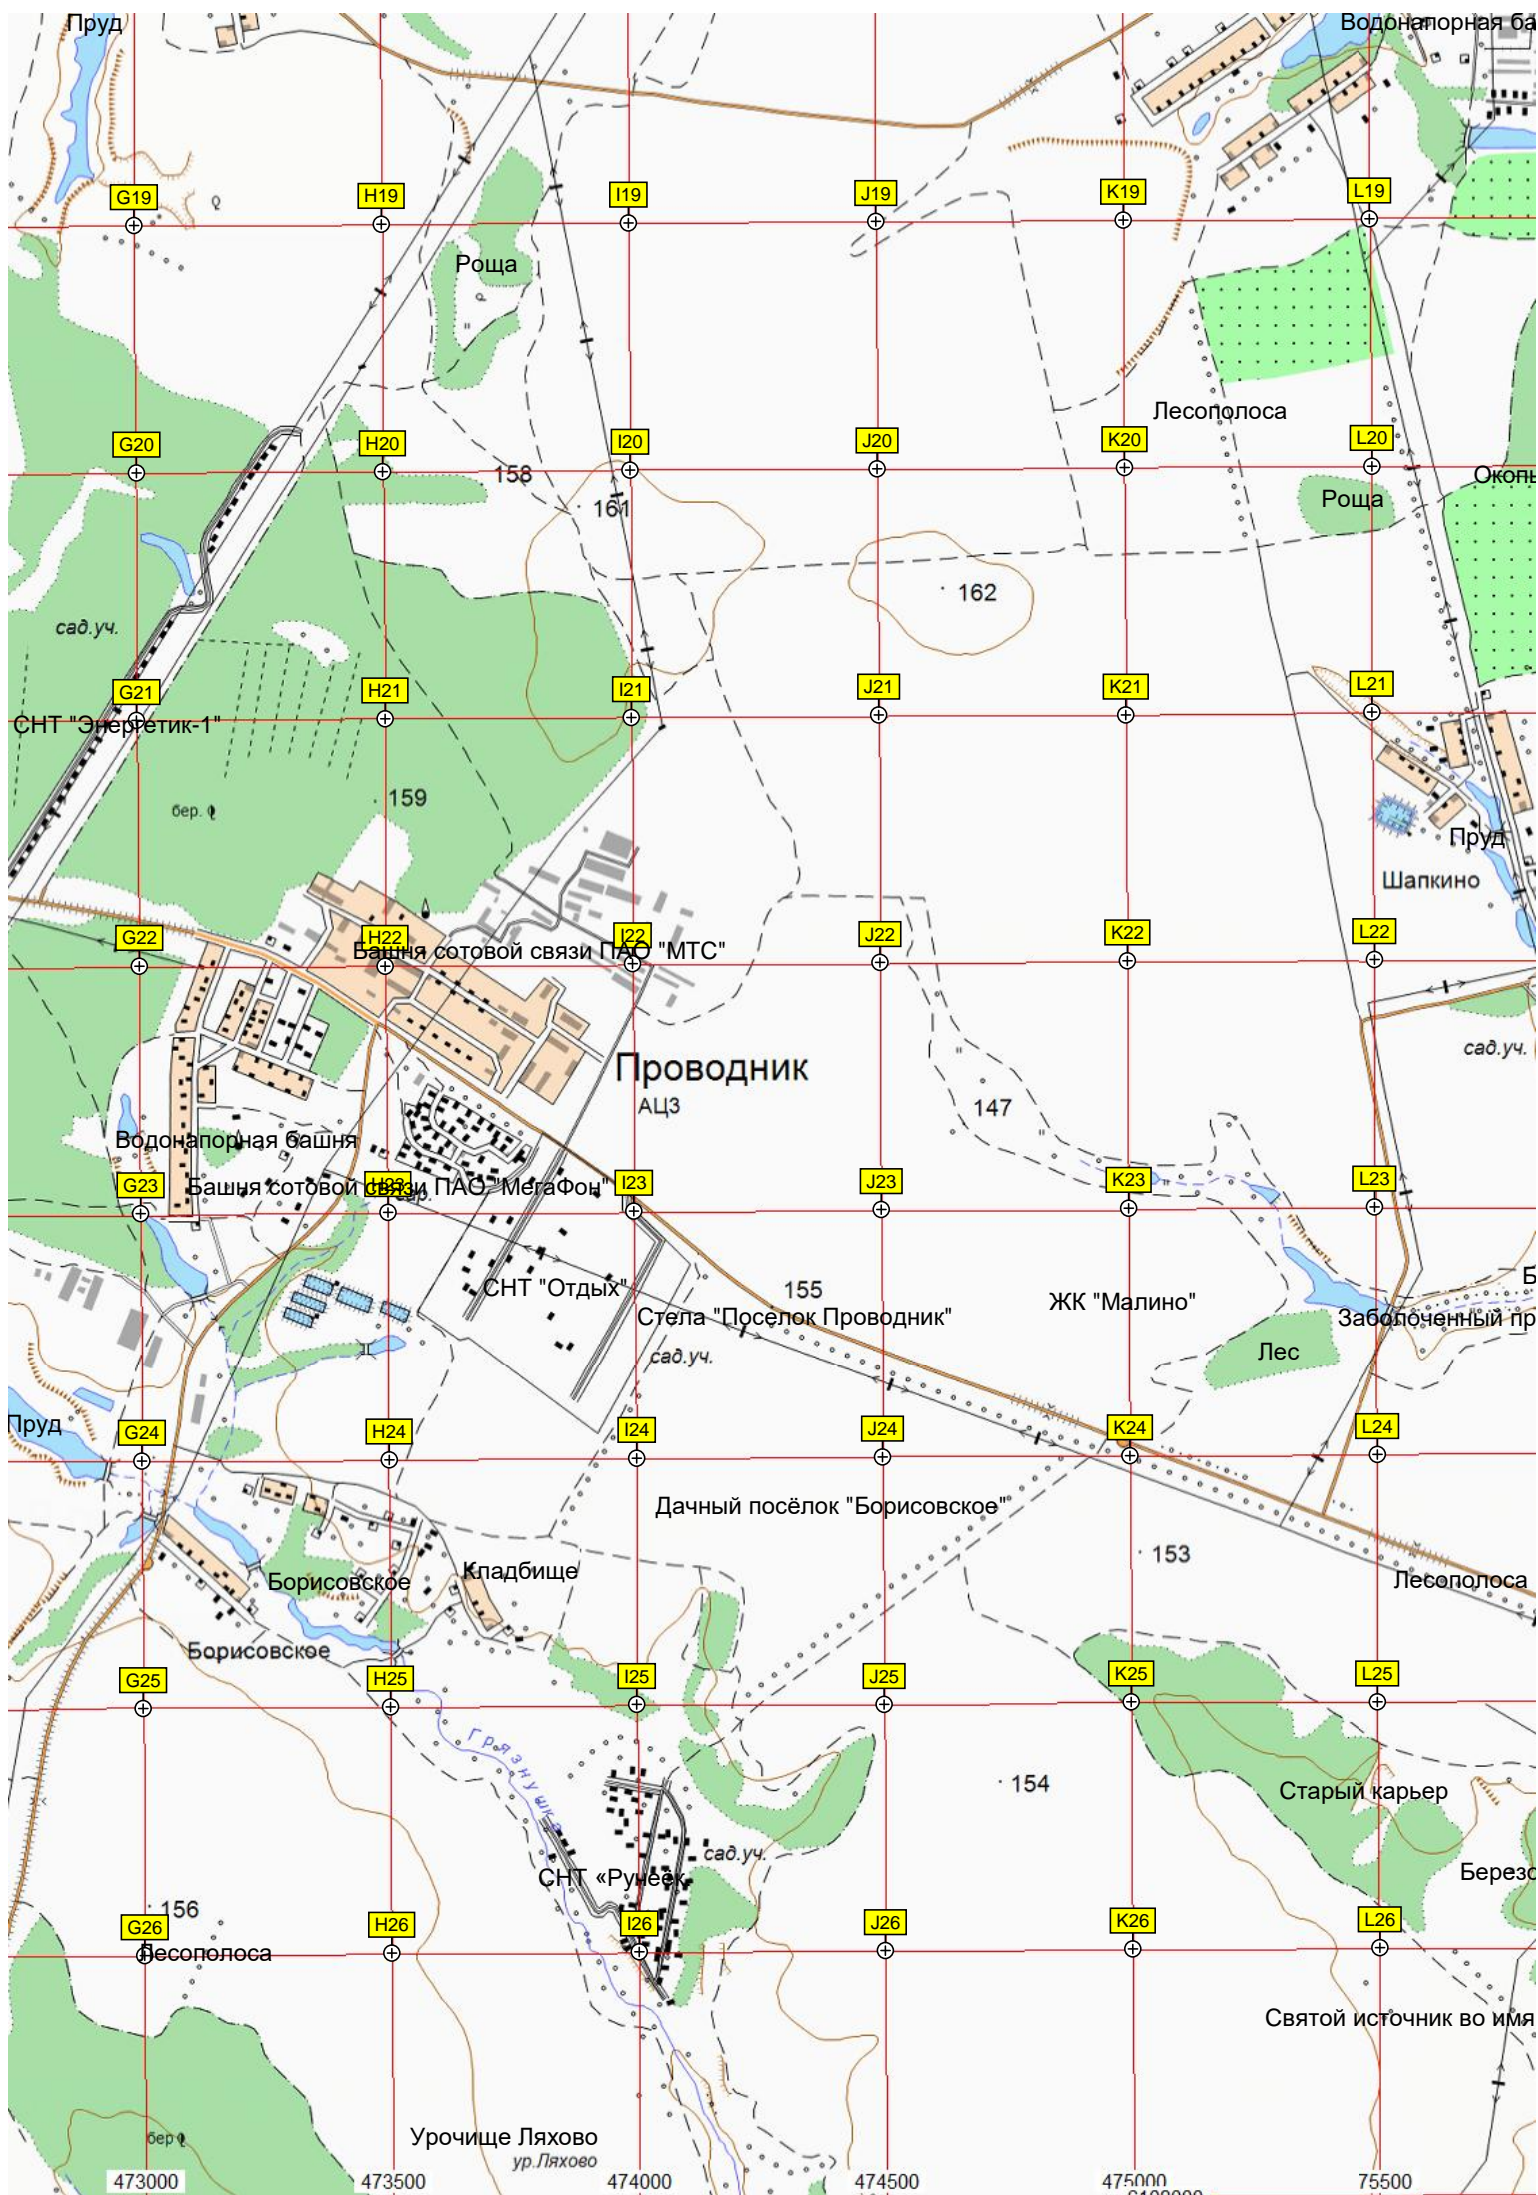 Пруд
Водонапорная ба
G19
H19
I19
J19
K19
L19
Роща
Лесополоса
G20
H20
I20
J20
K20
L20
158
161
Роща
Окопы
162
сад.уч.
G21
H21
I21
J21
K21
L21
СНТ "Энергетик-1"
159
бер.
Пруд
Шапкино
G22
H22
I22
J22
K22
L22
Башня сотовой связи ПАО "МТС"
сад.уч.
Проводник
АЦЗ
147
Водонапорная башня
G23
H23
I23
J23
K23
L23
Башня сотовой связи ПАО "МегаФон"
СНТ "Отдых"
155
ЖК "Малино"
Стела "Поселок Проводник"
Заболоченный пр
сад.уч.
Лес
Пруд
G24
H24
I24
J24
K24
L24
Дачный посёлок "Борисовское"
153
Кладбище
Борисовское
Лесополоса
Борисовское
G25
H25
I25
J25
K25
L25
Грязнушка
154
Старый карьер
сад.уч.
СНТ «Ручеёк
Березо
156
G26
H26
I26
J26
K26
L26
Лесополоса
Святой источник во имя
бер
Урочище Ляхово
ур.Ляхово
473000
473500
474000
474500
475000
75500